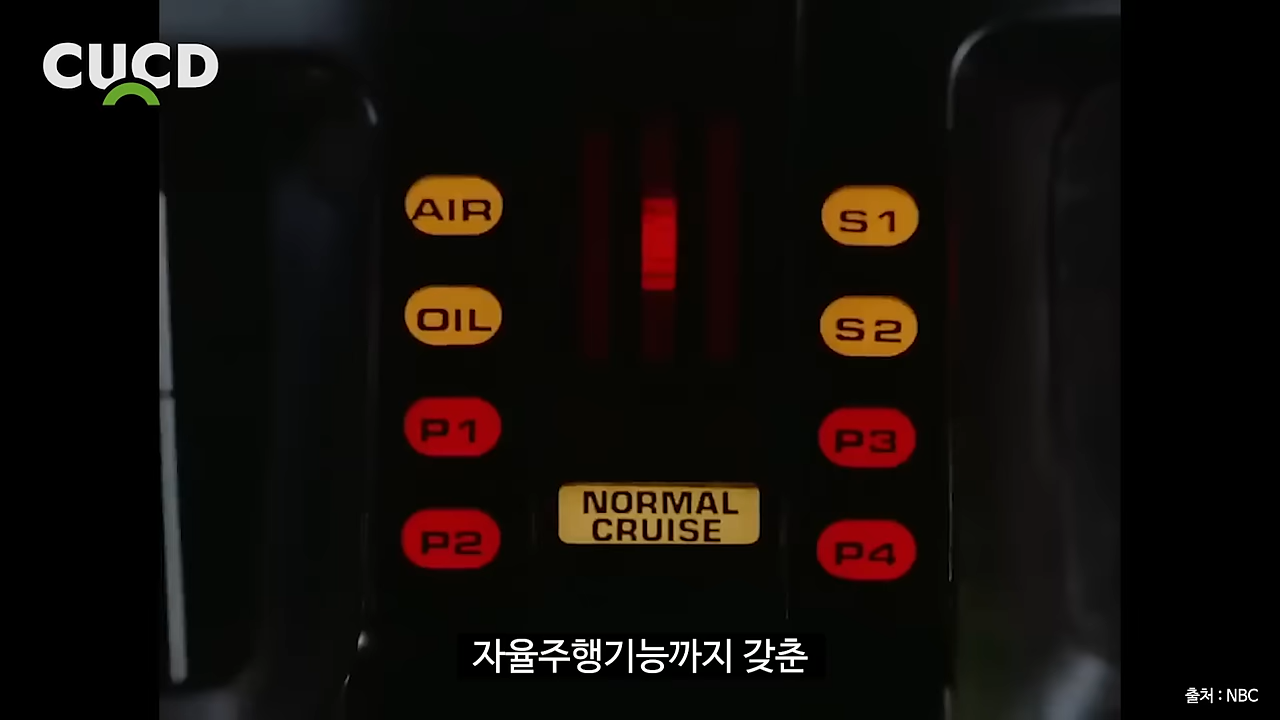 CUCD
AIR
OIL
P1
P2
S1
S2
P3
P4
NORMAL
CRUISE
자율주행기능까지 갖춘
출처 : NBC